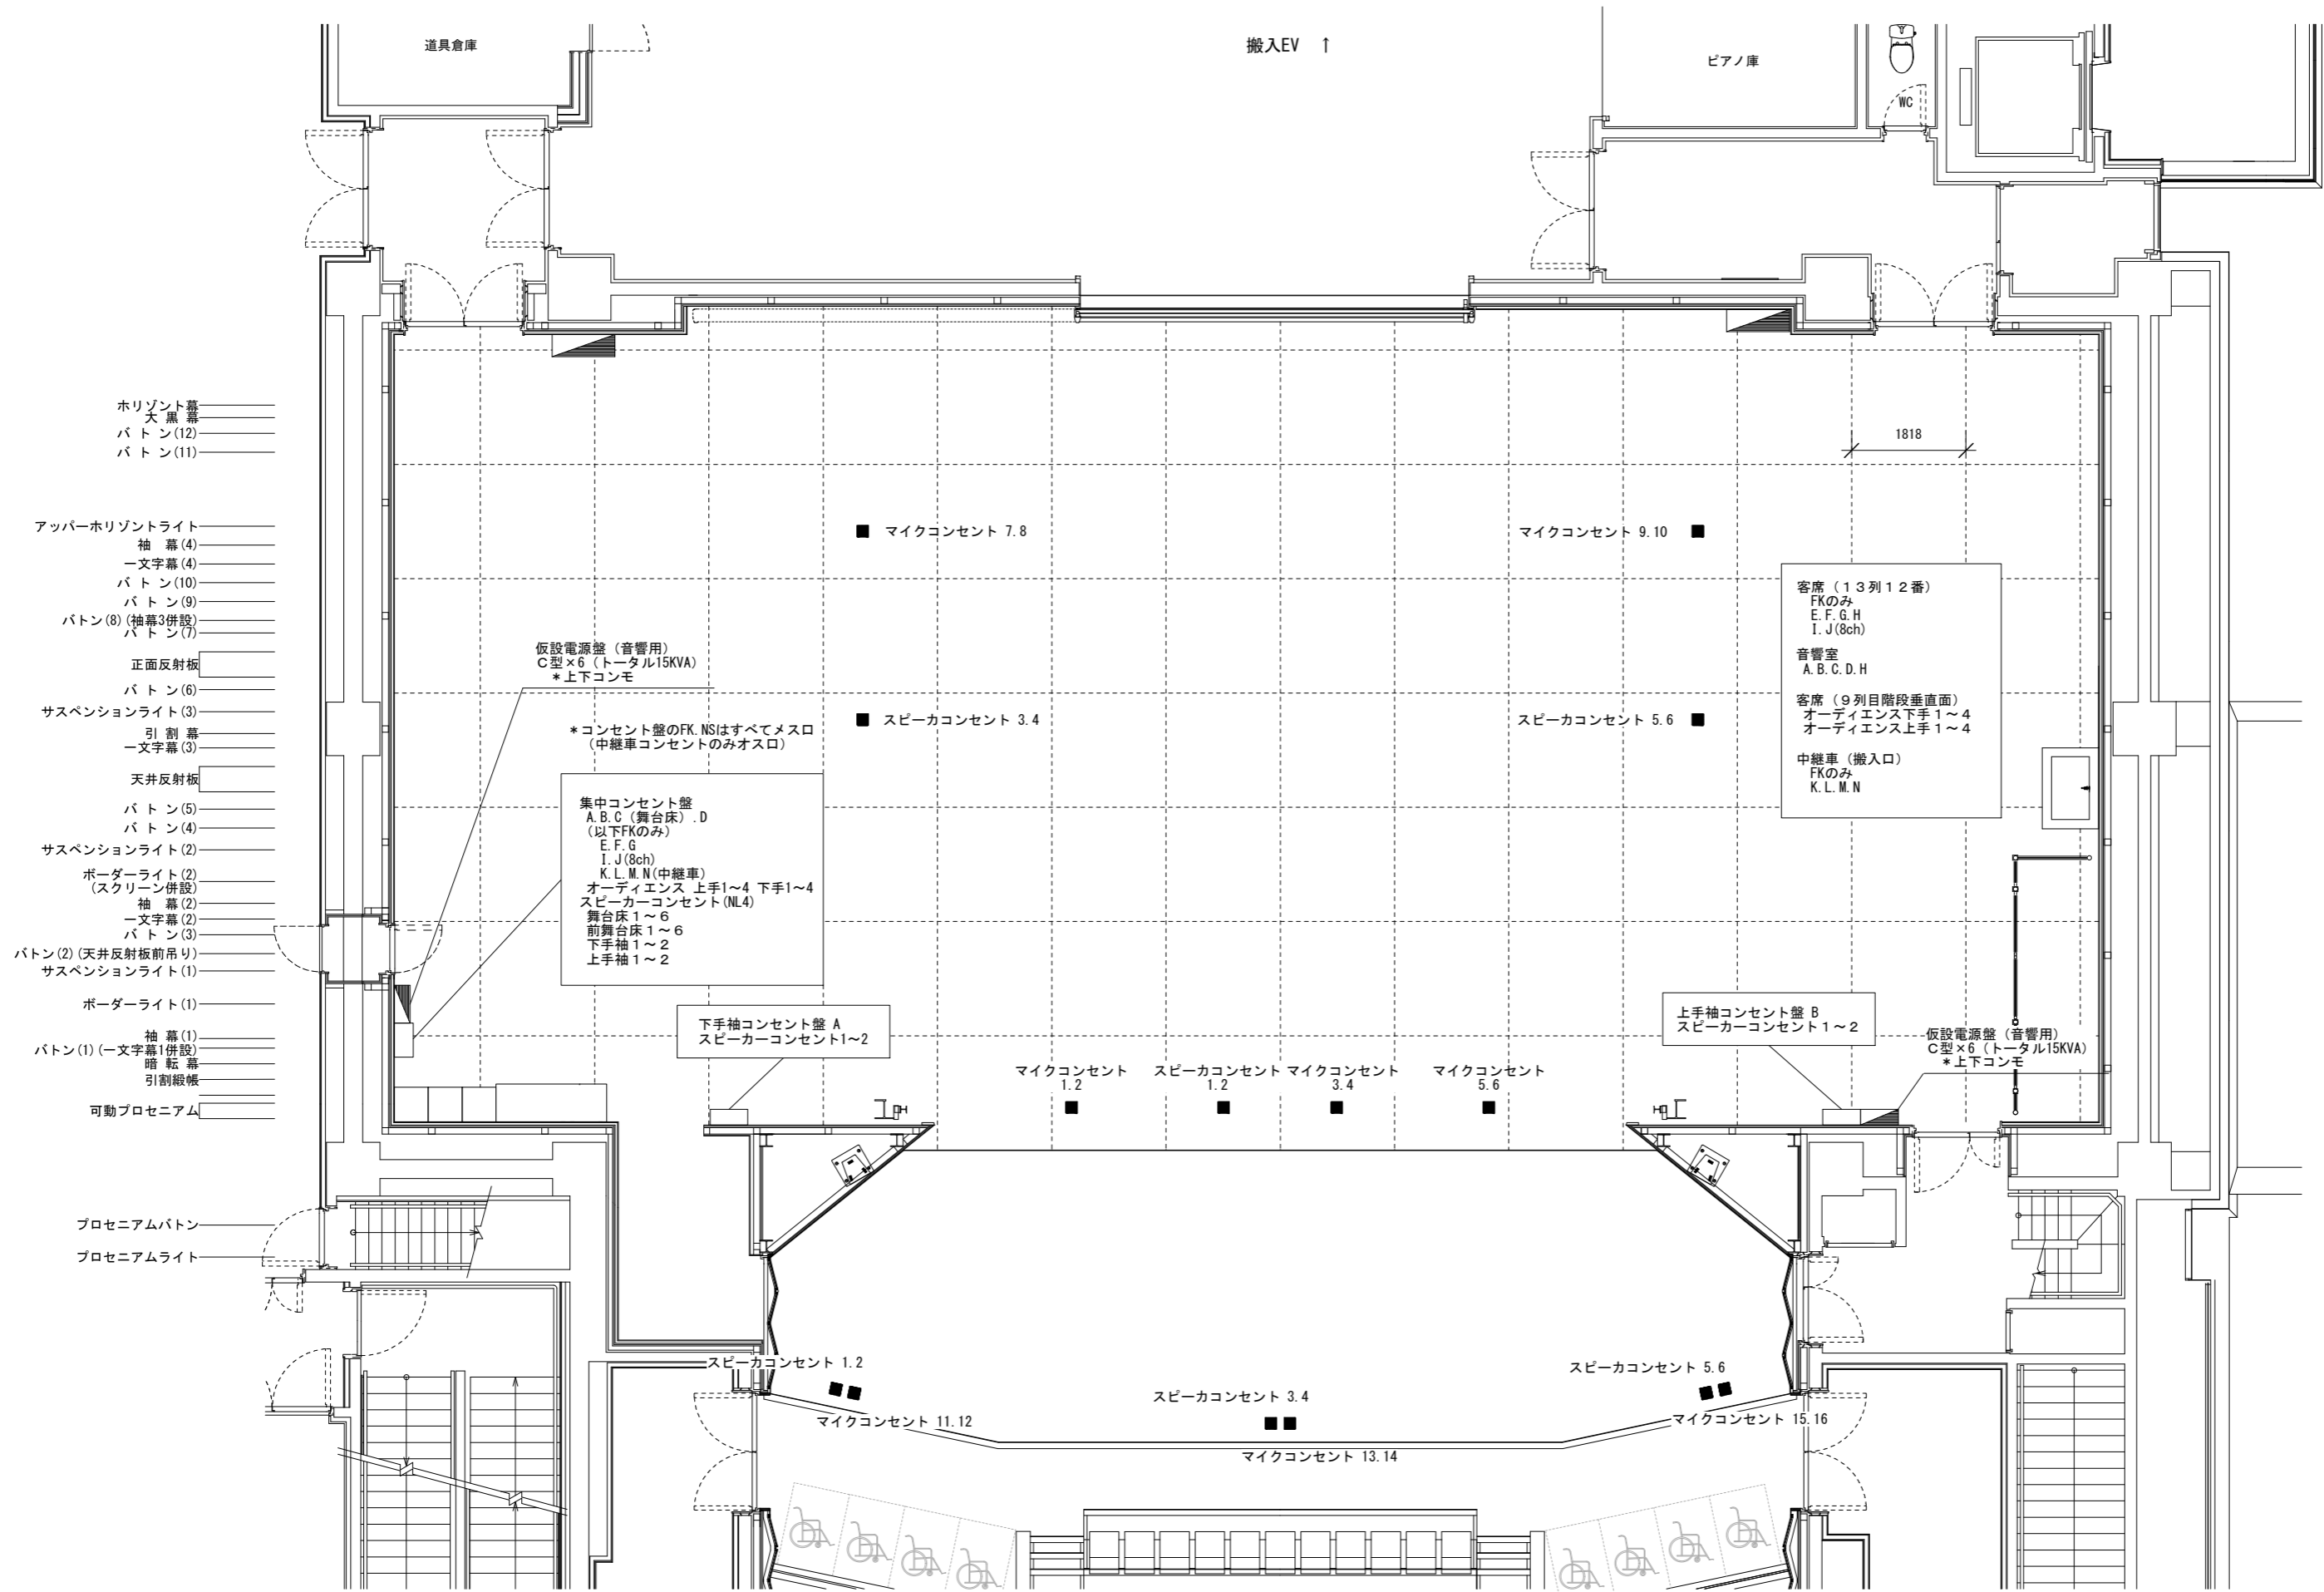 道具倉庫
搬入EV ↑
ピアノ庫
WC
1818
ホリゾント幕
大 黒 幕
バ ト ン(12)
バ ト ン(11)
アッパーホリゾントライト
袖　幕(4)
一文字幕(4)
バ ト ン(10)
バ ト ン(9)
バトン(8)(袖幕3併設)
バ ト ン(7)
正面反射板
バ ト ン(6)
サスペンションライト(3)
引 割 幕
一文字幕(3)
天井反射板
バ ト ン(5)
バ ト ン(4)
サスペンションライト(2)
ボーダーライト(2)
(スクリーン併設)
袖　幕(2)
一文字幕(2)
バ ト ン(3)
バトン(2)(天井反射板前吊り)
サスペンションライト(1)
ボーダーライト(1)
袖 幕(1)
バトン(1)(一文字幕1併設)
暗 転 幕
引割緞帳
可動プロセニアム
プロセニアムバトン
プロセニアムライト
マイクコンセント 7.8
マイクコンセント 9.10
仮設電源盤（音響用）
C型×6（トータル15KVA）
＊上下コンモ
スピーカコンセント 3.4
スピーカコンセント 5.6
＊コンセント盤のFK.NSはすべてメスロ
（中継車コンセントのみオスロ）
集中コンセント盤
A.B.C（舞台床）.D
(以下FKのみ)
E.F.G
I.J(8ch)
K.L.M.N(中継車)
オーディエンス 上手1～4 下手1～4
スピーカーコンセント(NL4)
舞台床１～６
前舞台床１～６
下手袖１～２
上手袖１～２
客席（１３列１２番）
FKのみ
E.F.G.H
I.J(8ch)
音響室
A.B.C.D.H
客席（９列目階段垂直面）
オーディエンス下手１～４
オーディエンス上手１～４
中継車（搬入口）
FKのみ
K.L.M.N
下手袖コンセント盤 A
スピーカーコンセント1～2
上手袖コンセント盤 B
スピーカーコンセント１～２
仮設電源盤（音響用）
C型×6（トータル15KVA）
＊上下コンモ
マイクコンセント
1.2
スピーカコンセント
1.2
マイクコンセント
3.4
マイクコンセント
5.6
スピーカコンセント 1.2
スピーカコンセント 3.4
スピーカコンセント 5.6
マイクコンセント 11.12
マイクコンセント 13.14
マイクコンセント 15.16